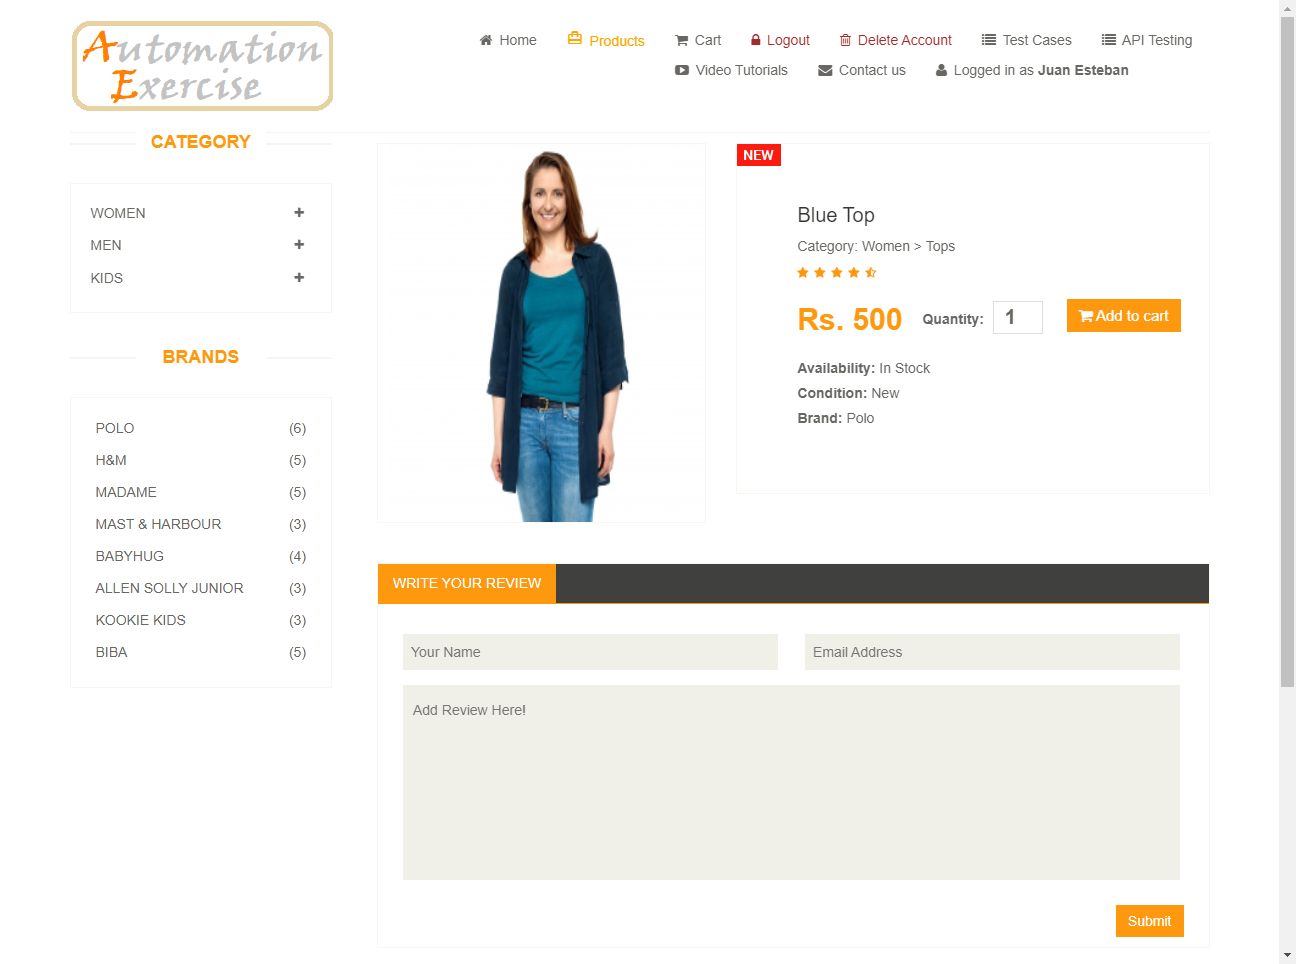 Automation
Exercise
Home
Products
Cart
Logout
Delete Account
Test Cases
API Testing
Video Tutorials
Contact us
Logged in as Juan Esteban
CATEGORY
WOMEN
MEN
KIDS
BRANDS
POLO (6)
H&M (5)
MADAME (5)
MAST & HARBOUR (3)
BABYHUG (4)
ALLEN SOLLY JUNIOR (3)
KOOKIE KIDS (3)
BIBA (5)
NEW
Blue Top
Category: Women > Tops
Rs. 500 Quantity: 1 Add to cart
Availability: In Stock
Condition: New
Brand: Polo
WRITE YOUR REVIEW
Your Name
Email Address
Add Review Here!
Submit